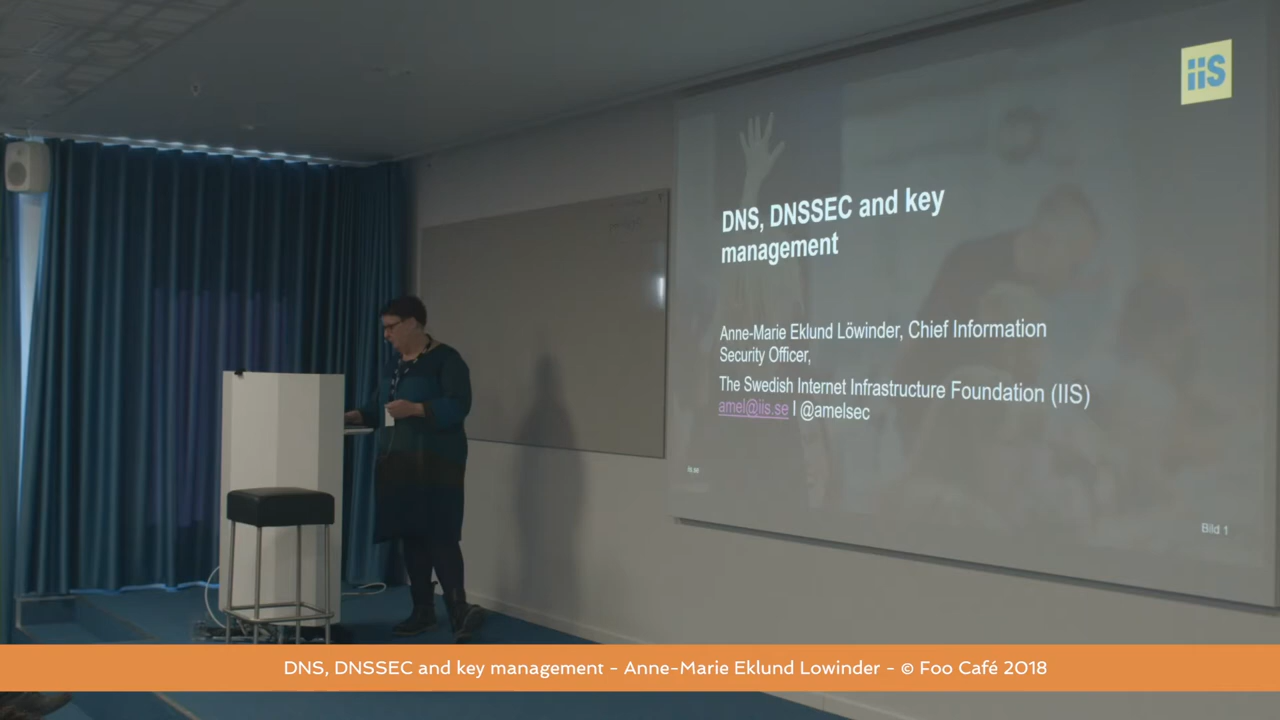 iiS
DNS, DNSSEC and key
management
Anne-Marie Eklund Löwinder, Chief Information
Security Officer,
The Swedish Internet Infrastructure Foundation (IIS)
amel@iis.se I @amelsec
Bild 1
DNS, DNSSEC and key management - Anne-Marie Eklund Lowinder - © Foo Café 2018